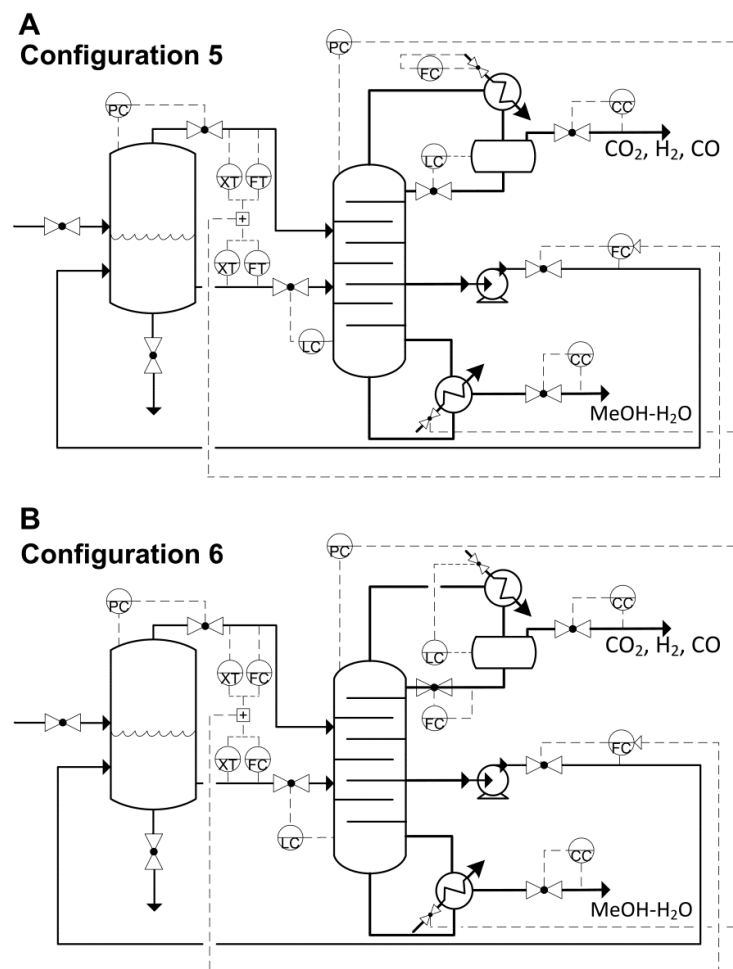 A
Configuration 5
PC
FC
PC
CC
CO₂, H₂, CO
LC
XT FT
+
FC
XT FT
LC
CC
MeOH-H₂O
B
Configuration 6
PC
PC
CC
CO₂, H₂, CO
LC
XT FC
FC
+
FC
XT FC
LC
CC
MeOH-H₂O